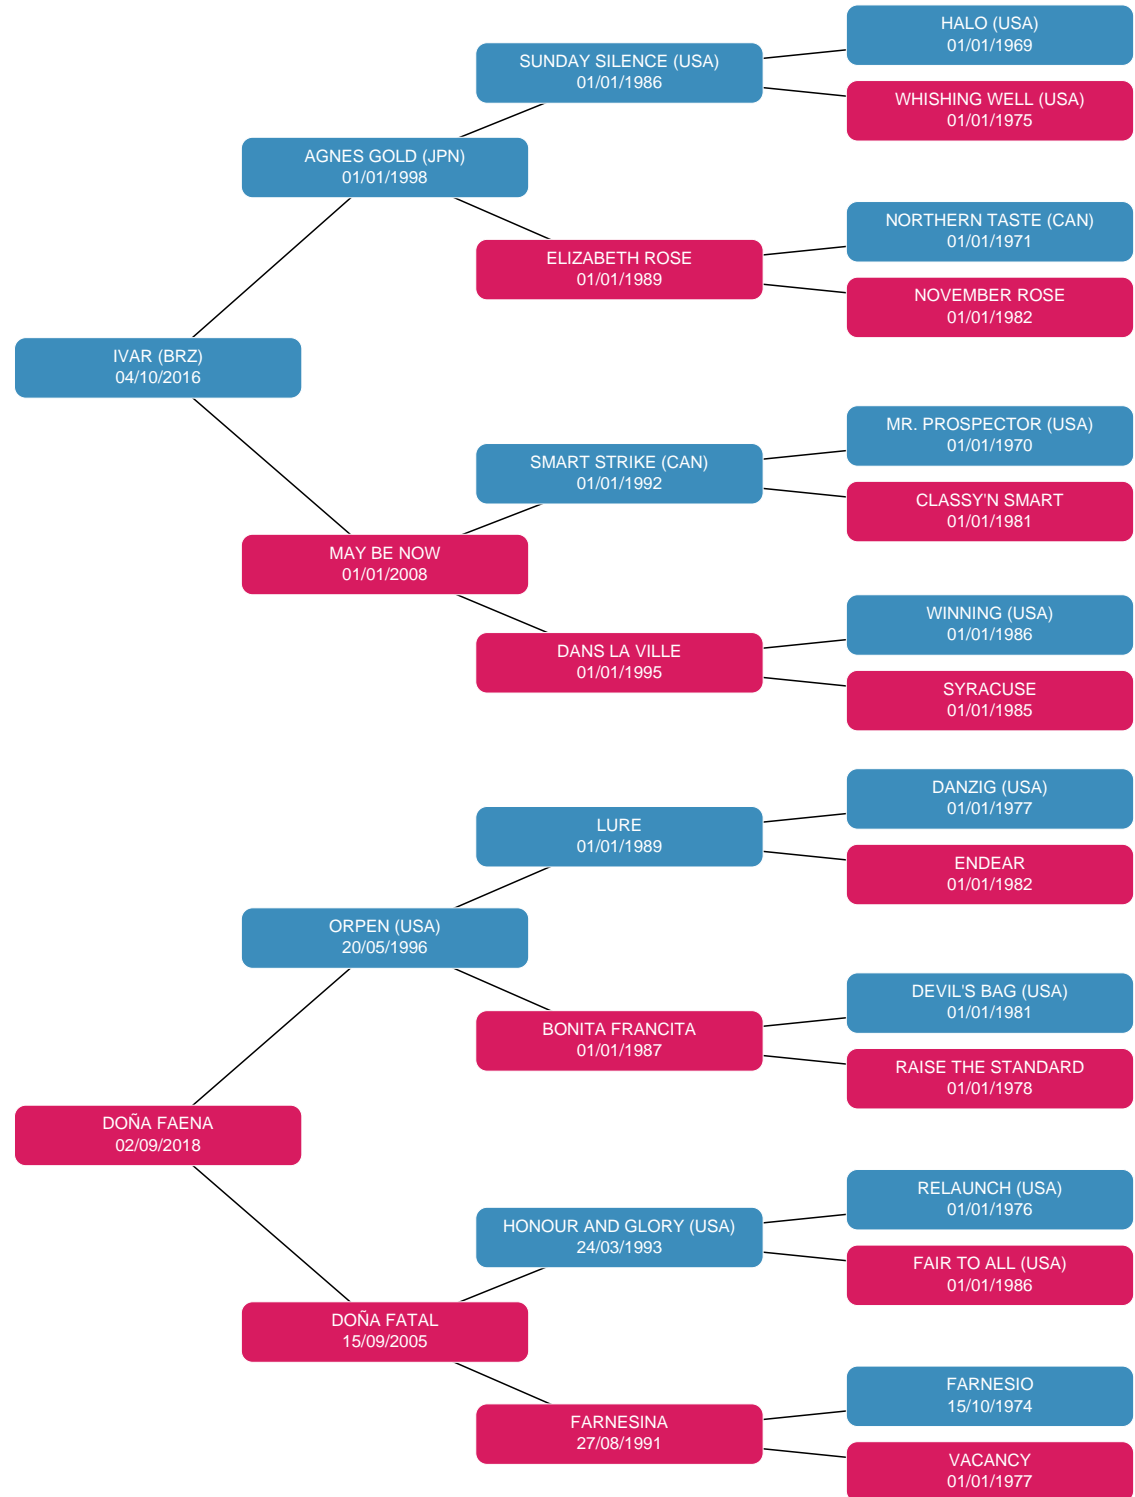 HALO (USA)
01/01/1969
SUNDAY SILENCE (USA)
01/01/1986
WHISHING WELL (USA)
01/01/1975
AGNES GOLD (JPN)
01/01/1998
NORTHERN TASTE (CAN)
01/01/1971
ELIZABETH ROSE
01/01/1989
NOVEMBER ROSE
01/01/1982
IVAR (BRZ)
04/10/2016
MR. PROSPECTOR (USA)
01/01/1970
SMART STRIKE (CAN)
01/01/1992
CLASSY'N SMART
01/01/1981
MAY BE NOW
01/01/2008
WINNING (USA)
01/01/1986
DANS LA VILLE
01/01/1995
SYRACUSE
01/01/1985
DANZIG (USA)
01/01/1977
LURE
01/01/1989
ENDEAR
01/01/1982
ORPEN (USA)
20/05/1996
DEVIL'S BAG (USA)
01/01/1981
BONITA FRANCITA
01/01/1987
RAISE THE STANDARD
01/01/1978
DOÑA FAENA
02/09/2018
RELAUNCH (USA)
01/01/1976
HONOUR AND GLORY (USA)
24/03/1993
FAIR TO ALL (USA)
01/01/1986
DOÑA FATAL
15/09/2005
FARNESIO
15/10/1974
FARNESINA
27/08/1991
VACANCY
01/01/1977